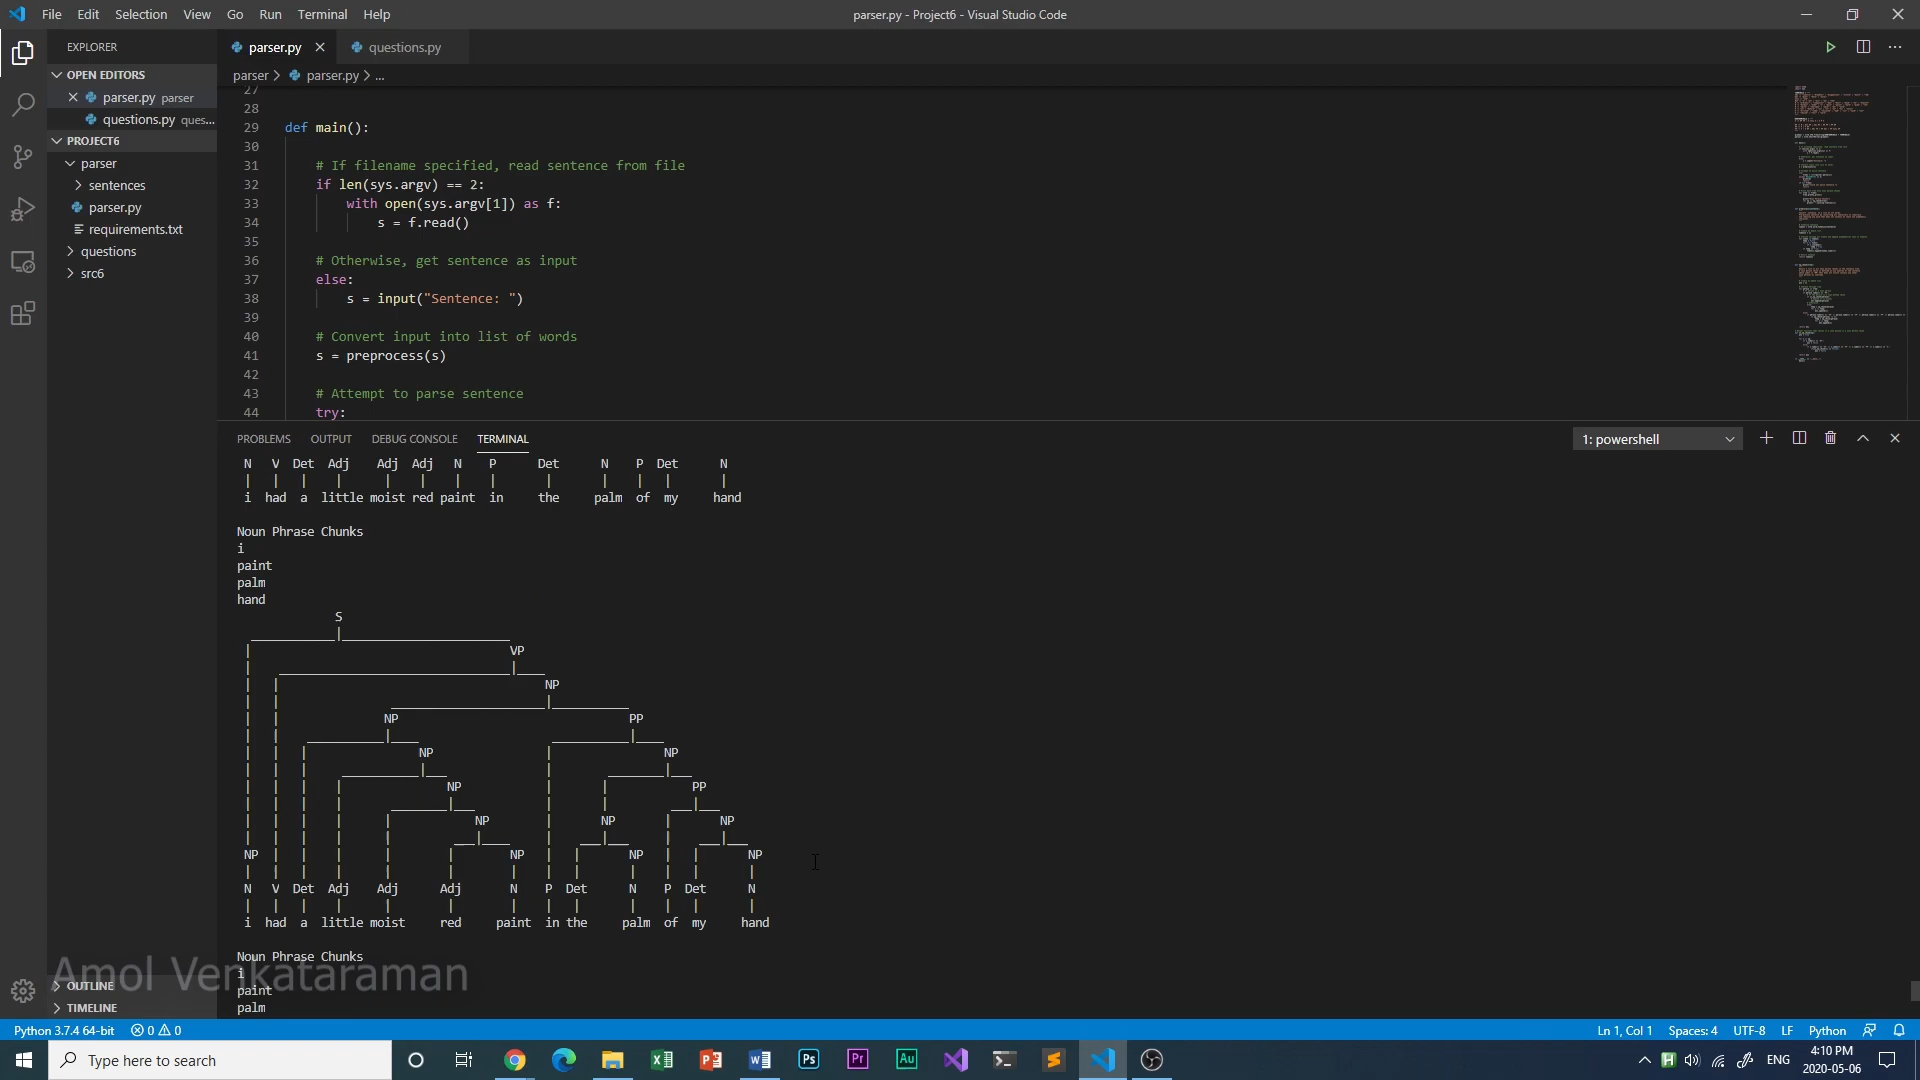 File Edit Selection View Go Run Terminal Help
parser.py - Project6 - Visual Studio Code
EXPLORER
OPEN EDITORS
parser.py parser
questions.py ques...
PROJECT6
parser
sentences
parser.py
requirements.txt
questions
src6
OUTLINE
TIMELINE
parser.py
questions.py
parser > parser.py > ...
27
28
29 def main():
30
31 # If filename specified, read sentence from file
32 if len(sys.argv) == 2:
33 with open(sys.argv[1]) as f:
34 s = f.read()
35
36 # Otherwise, get sentence as input
37 else:
38 s = input("Sentence: ")
39
40 # Convert input into list of words
41 s = preprocess(s)
42
43 # Attempt to parse sentence
44 try:
PROBLEMS OUTPUT DEBUG CONSOLE TERMINAL
1: powershell
N V Det Adj Adj Adj N P Det N P Det N
i had a little moist red paint in the palm of my hand
Noun Phrase Chunks
i
paint
palm
hand
S
VP
NP
NP PP
NP NP
NP PP
NP NP NP
NP NP NP NP
N V Det Adj Adj Adj N P Det N P Det N
i had a little moist red paint in the palm of my hand
Noun Phrase Chunks
i
paint
palm
Amol Venkataraman
Python 3.7.4 64-bit 0 0
Ln 1, Col 1 Spaces: 4 UTF-8 LF Python
Type here to search
ENG
4:10 PM
2020-05-06